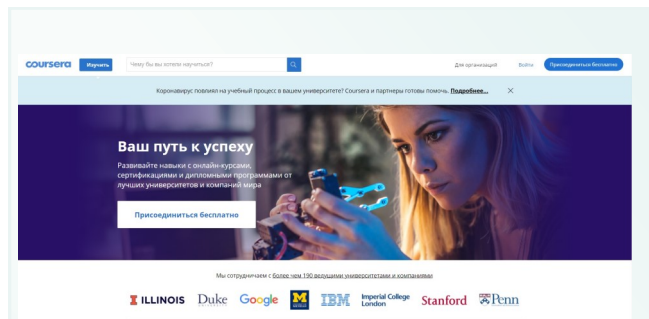 coursera
Изучить
Чему бы вы хотели научиться?
Для организаций
Войти
Присоединиться бесплатно
Коронавирус повлиял на учебный процесс в вашем университете? Coursera и партнеры готовы помочь. Подробнее...
Ваш путь к успеху
Развивайте навыки с онлайн-курсами,
сертификациями и дипломными программами от
лучших университетов и компаний мира
Присоединиться бесплатно
Мы сотрудничаем с более чем 190 ведущими университетами и компаниями
I ILLINOIS
Duke
Google
M
IBM
Imperial College
London
Stanford
Penn